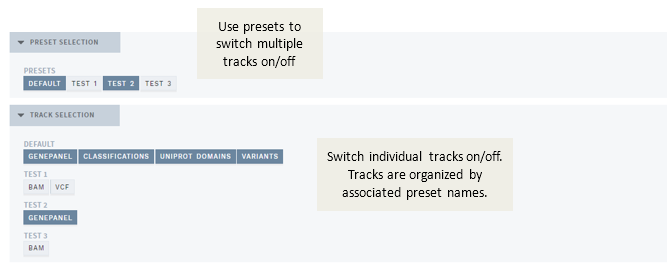 Use presets to
switch multiple
tracks on/off
PRESET SELECTION
PRESETS
DEFAULT TEST 1 TEST 2 TEST 3
TRACK SELECTION
DEFAULT
GENEPANEL CLASSIFICATIONS UNIPROT DOMAINS VARIANTS
TEST 1
BAM VCF
TEST 2
GENEPANEL
TEST 3
BAM
Switch individual tracks on/off.
Tracks are organized by
associated preset names.